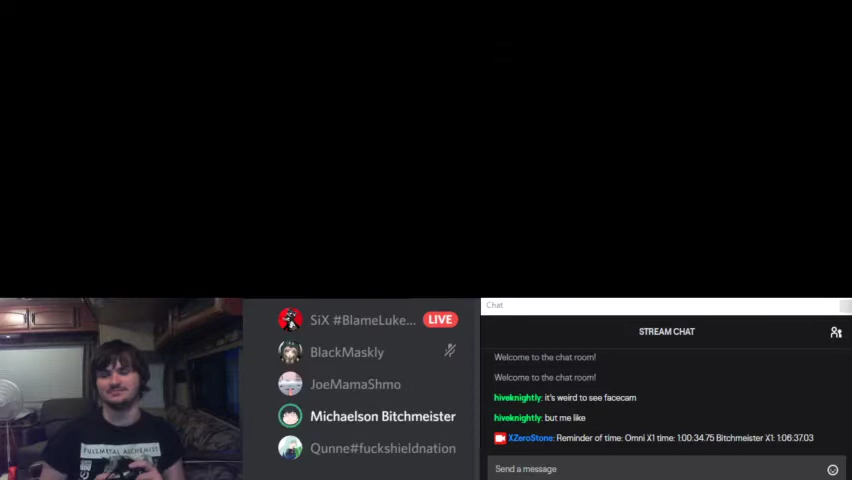 SiX #BlameLuke...
LIVE
BlackMaskly
JoeMamaShmo
Michaelson Bitchmeister
Qunne#fuckshieldnation
FULLMETAL ALCHEMIST
Chat
STREAM CHAT
Welcome to the chat room!
Welcome to the chat room!
hiveknightly: it's weird to see facecam
hiveknightly: but me like
XZeroStone: Reminder of time: Omni X1 time: 1:00:34.75 Bitchmeister X1: 1:06:37.03
Send a message